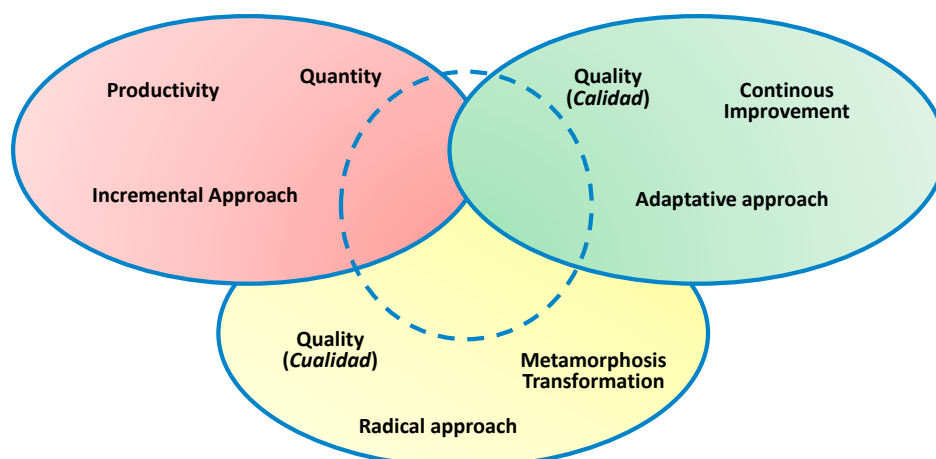 Productivity
Quantity
Incremental Approach
Quality
(Calidad)
Continous
Improvement
Adaptative approach
Quality
(Cualidad)
Metamorphosis
Transformation
Radical approach